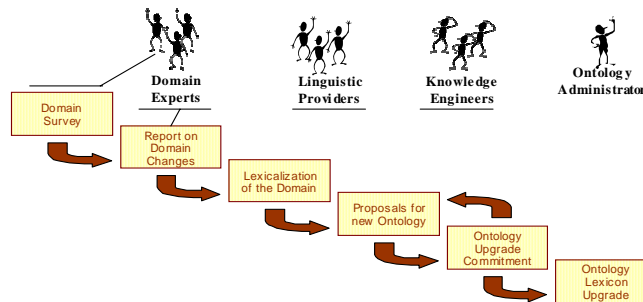 Domain
Experts
Linguistic
Providers
Knowledge
Engineers
Ontology
Administrator
Domain
Survey
Report on
Domain
Changes
Lexicalization
of the Domain
Proposals for
new Ontology
Ontology
Upgrade
Commitment
Ontology
Lexicon
Upgrade